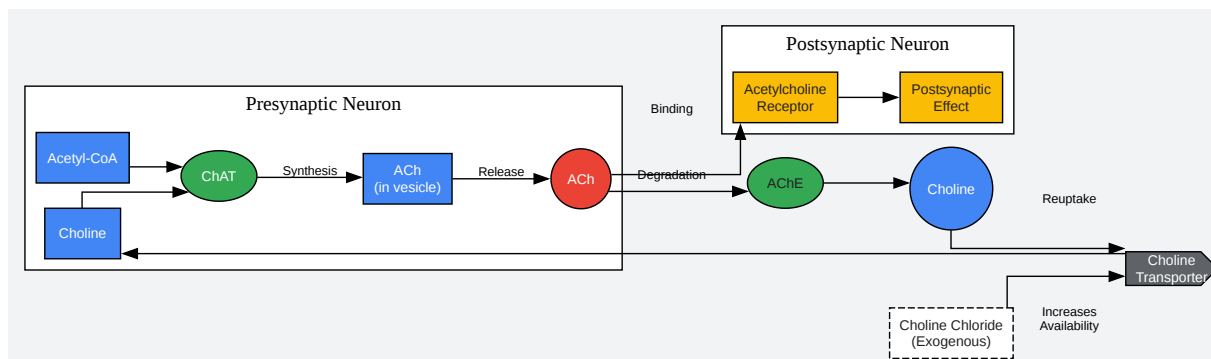 Postsynaptic Neuron
Acetylcholine
Receptor
Postsynaptic
Effect
Presynaptic Neuron
Binding
Acetyl-CoA
ChAT
Synthesis
ACh
(in vesicle)
Release
ACh
Degradation
AChE
Choline
Reuptake
Choline
Choline
Transporter
Choline Chloride
(Exogenous)
Increases
Availability